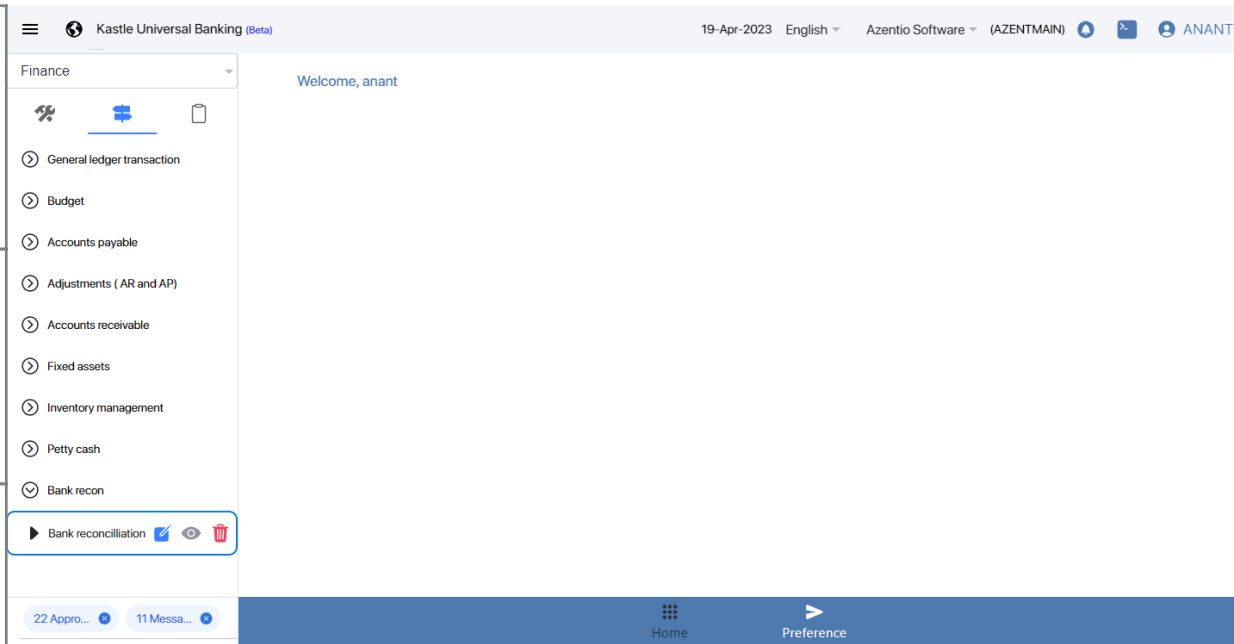 Kastle Universal Banking (Beta)
19-Apr-2023 English Azentio Software (AZENTMAIN) ANANT
Finance
Welcome, anant
General ledger transaction
Budget
Accounts payable
Adjustments ( AR and AP)
Accounts receivable
Fixed assets
Inventory management
Petty cash
Bank recon
Bank reconcilliation
22 Appro... 11 Messa...
Home Preference